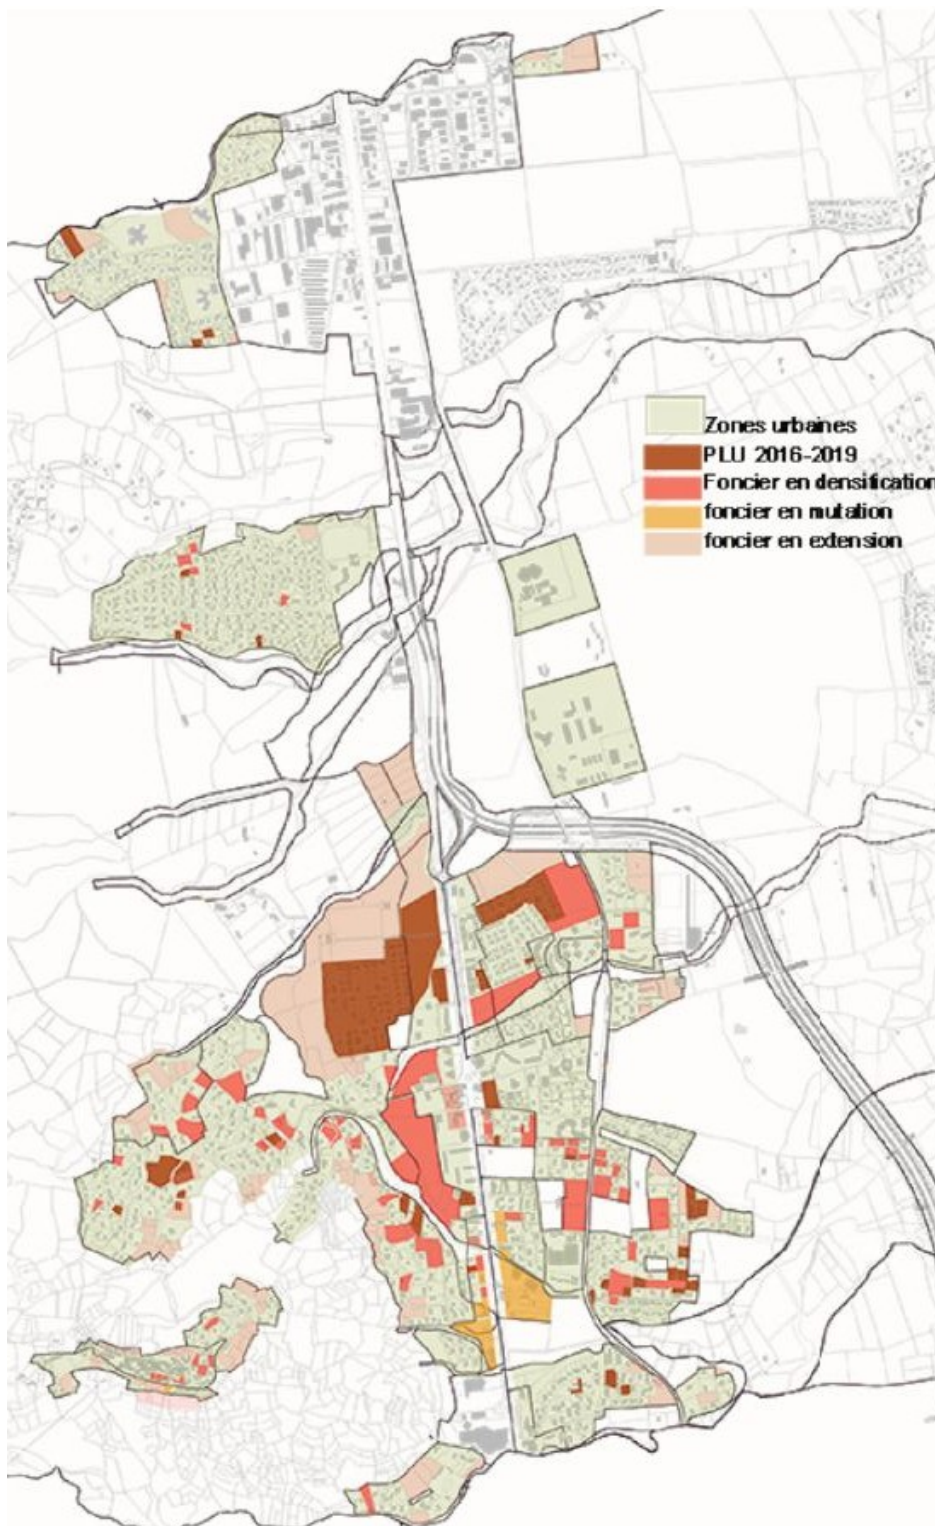 Zones urbaines
PLU 2016-2019
Foncier en densification
foncier en mutation
foncier en extension